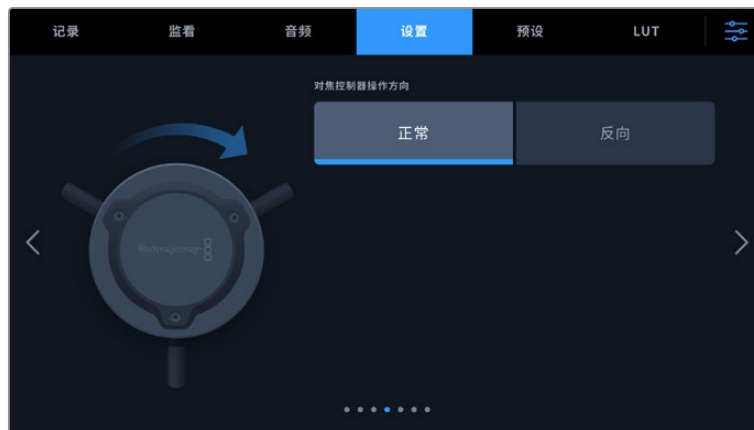 记录 监看 音频 设置 预设 LUT
对焦控制器操作方向
正常 反向
Blackmagicdesign